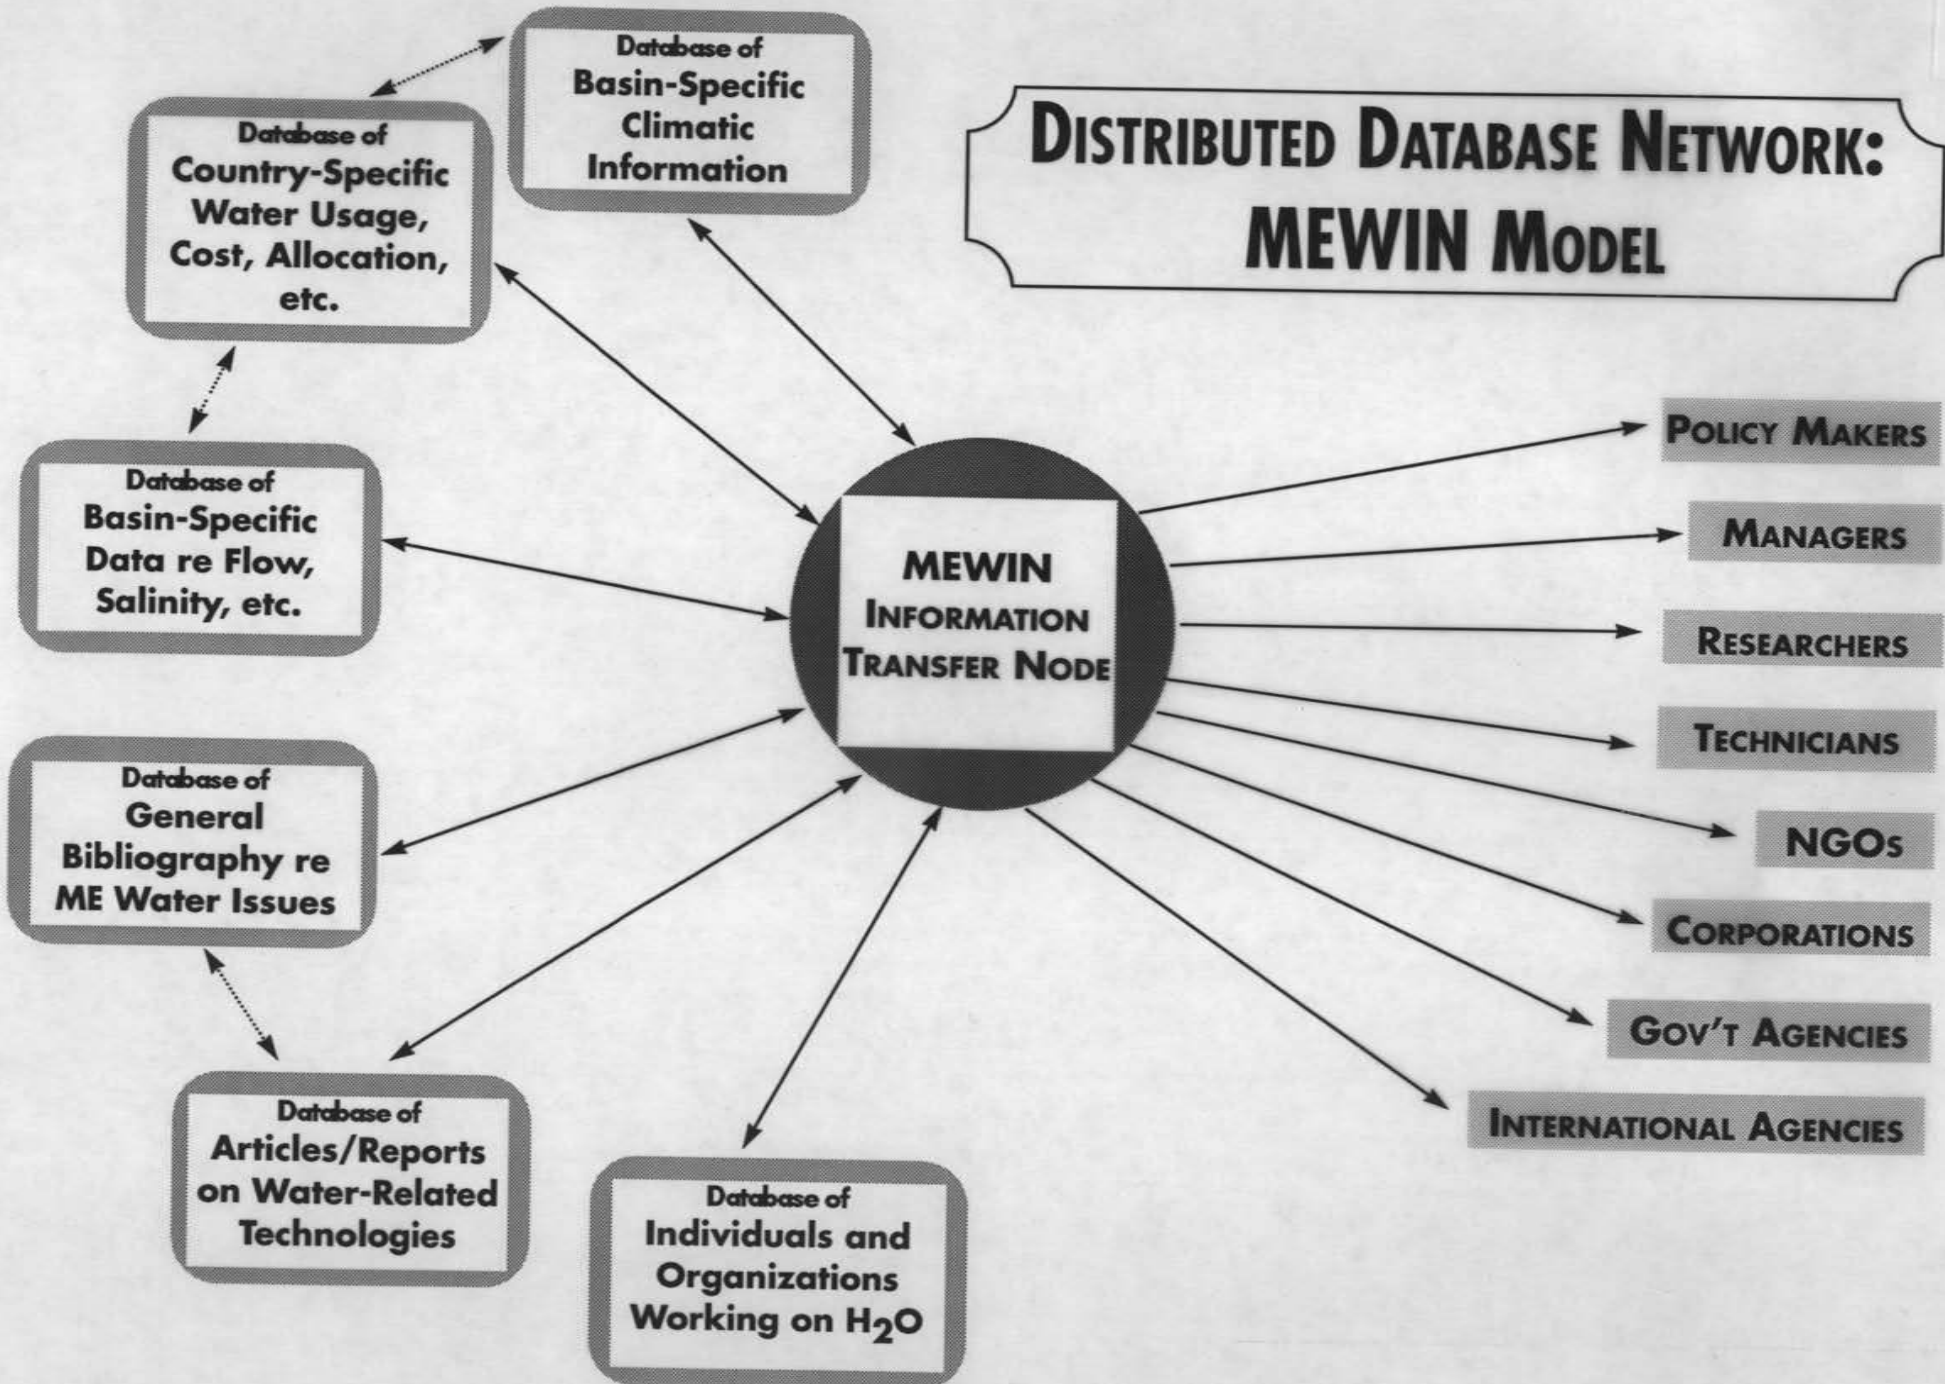 DISTRIBUTED DATABASE NETWORK:
MEWIN MODEL
Database of
Basin-Specific
Climatic
Information
Database of
Country-Specific
Water Usage,
Cost, Allocation,
etc.
Database of
Basin-Specific
Data re Flow,
Salinity, etc.
Database of
General
Bibliography re
ME Water Issues
Database of
Articles/Reports
on Water-Related
Technologies
Database of
Individuals and
Organizations
Working on H₂O
MEWIN
INFORMATION
TRANSFER NODE
POLICY MAKERS
MANAGERS
RESEARCHERS
TECHNICIANS
NGOs
CORPORATIONS
GOV'T AGENCIES
INTERNATIONAL AGENCIES